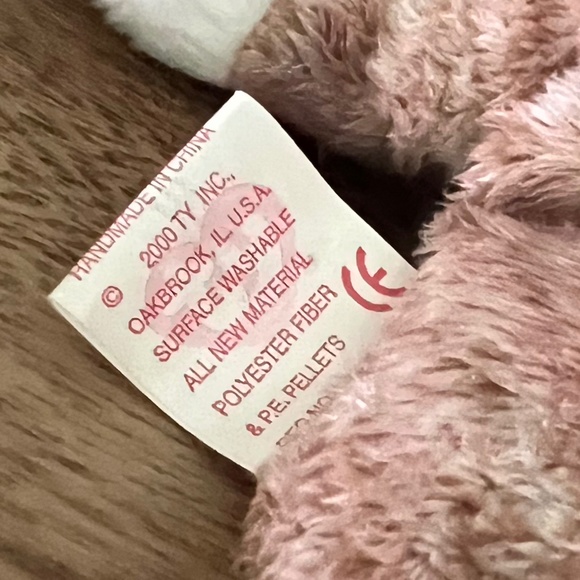 HANDMADE IN CHINA
© 2000 TY INC.,
OAKBROOK, IL, U.S.A.
SURFACE WASHABLE
ALL NEW MATERIAL
POLYESTER FIBER
& P.E. PELLETS
CE